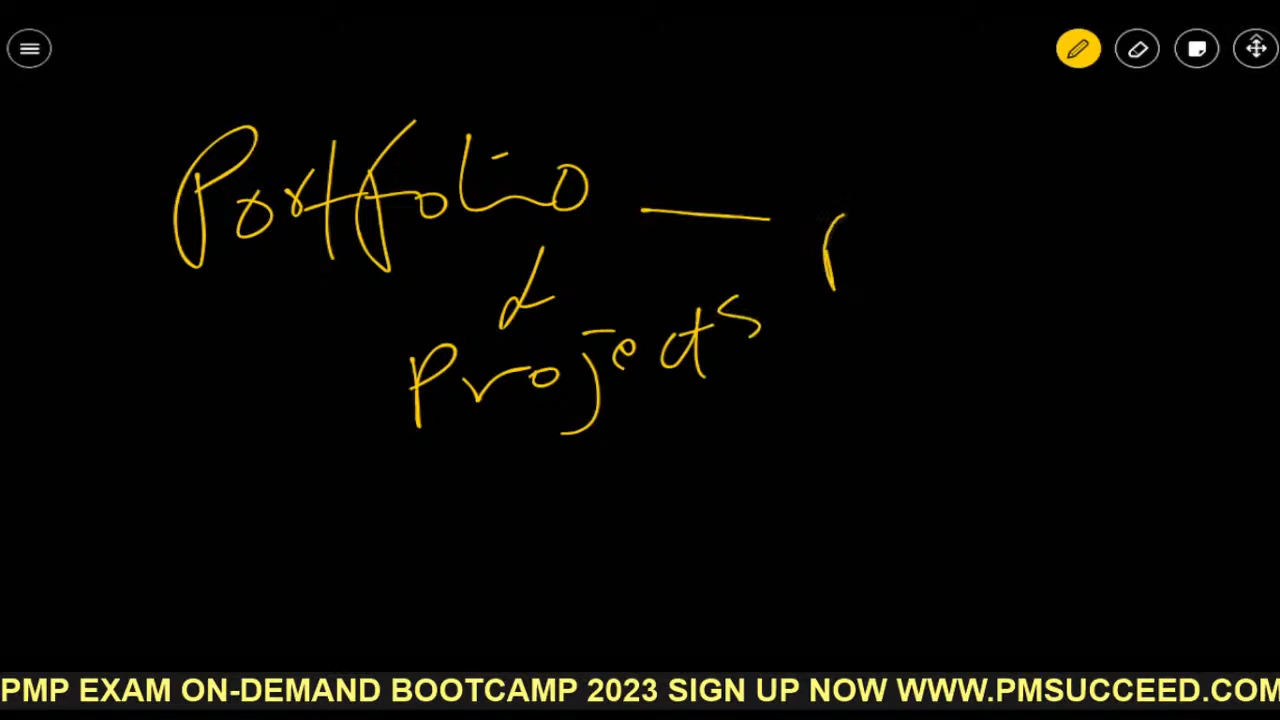 Portfolio —
&
Projects
PMP EXAM ON-DEMAND BOOTCAMP 2023 SIGN UP NOW WWW.PMSUCCEED.COM